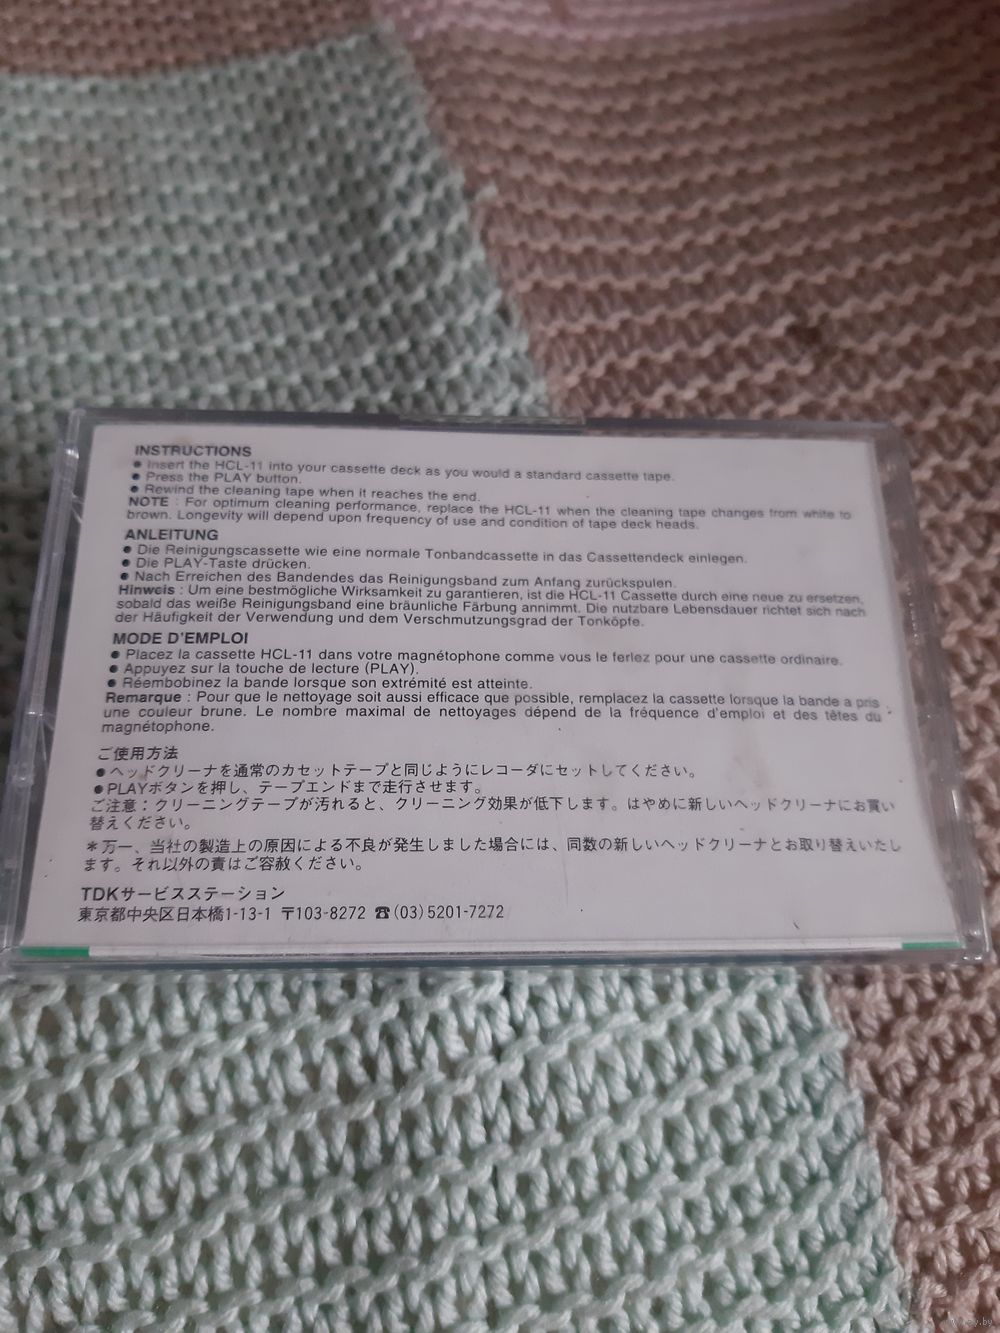 INSTRUCTIONS
● Insert the HCL-11 into your cassette deck as you would a standard cassette tape.
● Press the PLAY button.
● Rewind the cleaning tape when it reaches the end.
NOTE : For optimum cleaning performance, replace the HCL-11 when the cleaning tape changes from white to
brown. Longevity will depend upon frequency of use and condition of tape deck heads.
ANLEITUNG
● Die Reinigungscassette wie eine normale Tonbandcassette in das Cassettendeck einlegen.
● Die PLAY-Taste drücken.
● Nach Erreichen des Bandendes das Reinigungsband zum Anfang zurückspulen.
Hinweis : Um eine bestmögliche Wirksamkeit zu garantieren, ist die HCL-11 Cassette durch eine neue zu ersetzen,
sobald das weiße Reinigungsband eine bräunliche Färbung annimmt. Die nutzbare Lebensdauer richtet sich nach
der Häufigkeit der Verwendung und dem Verschmutzungsgrad der Tonköpfe.
MODE D'EMPLOI
● Placez la cassette HCL-11 dans votre magnétophone comme vous le feriez pour une cassette ordinaire.
● Appuyez sur la touche de lecture (PLAY).
● Réembobinez la bande lorsque son extrémité est atteinte.
Remarque : Pour que le nettoyage soit aussi efficace que possible, remplacez la cassette lorsque la bande a pris
une couleur brune. Le nombre maximal de nettoyages dépend de la fréquence d'emploi et des têtes du
magnétophone.
ご使用方法
●ヘッドクリーナを通常のカセットテープと同じようにレコーダにセットしてください。
●PLAYボタンを押し、テープエンドまで走行させます。
ご注意：クリーニングテープが汚れると、クリーニング効果が低下します。はやめに新しいヘッドクリーナにお買い
替えください。
＊万一、当社の製造上の原因による不良が発生しました場合には、同数の新しいヘッドクリーナとお取り替えいたし
ます。それ以外の責はご容赦ください。
TDKサービスステーション
東京都中央区日本橋1-13-1 〒103-8272 ☎(03)5201-7272